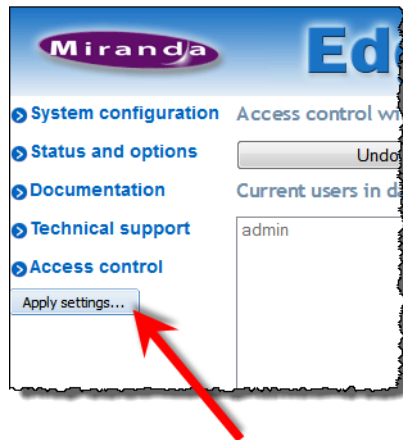 Miranda
Ed
System configuration
Access control wi
Status and options
Undo
Documentation
Current users in d
Technical support
admin
Access control
Apply settings...